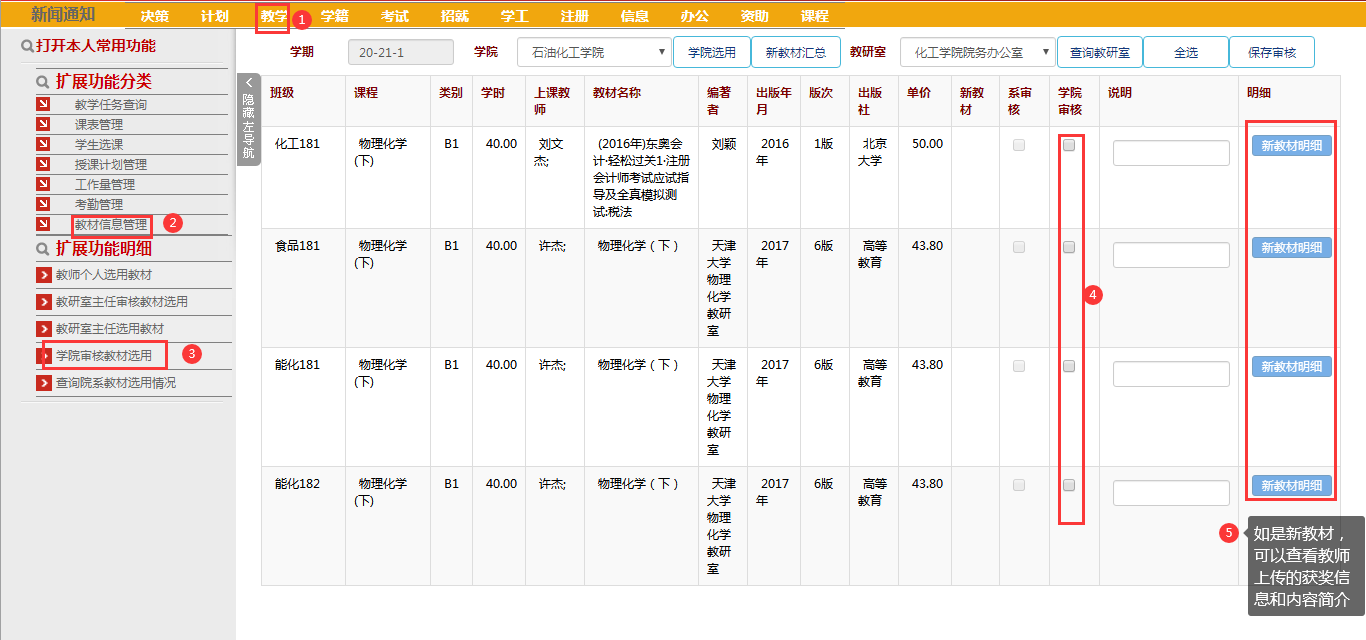 新闻通知 决策 计划 教学 1 学籍 考试 招就 学工 注册 信息 办公 资助 课程
打开本人常用功能
扩展功能分类
教学任务查询
课表管理
学生选课
授课计划管理
工作量管理
考勤管理
教材信息管理 2
扩展功能明细
教师个人选用教材
教研室主任审核教材选用
教研室主任选用教材
学院审核教材选用 3
查询院系教材选用情况
隐藏左导航
学期 20-21-1 学院 石油化工学院 学院选用 新教材汇总 教研室 化工学院院务办公室 查询教研室 全选 保存审核
班级 课程 类别 学时 上课教师 教材名称 编著者 出版年月 版次 出版社 单价 新教材 系审核 学院审核 说明 明细
化工181 物理化学(下) B1 40.00 刘文杰; (2016年)东奥会计·轻松过关1·注册会计师考试应试指导及全真模拟测试:税法 刘颖 2016年 1版 北京大学 50.00 新教材明细
食品181 物理化学(下) B1 40.00 许杰; 物理化学（下） 天津大学物理化学教研室 2017年 6版 高等教育 43.80 新教材明细
能化181 物理化学(下) B1 40.00 许杰; 物理化学（下） 天津大学物理化学教研室 2017年 6版 高等教育 43.80 新教材明细
能化182 物理化学(下) B1 40.00 许杰; 物理化学（下） 天津大学物理化学教研室 2017年 6版 高等教育 43.80 新教材明细
4
5
如是新教材，
可以查看教师
上传的获奖信
息和内容简介